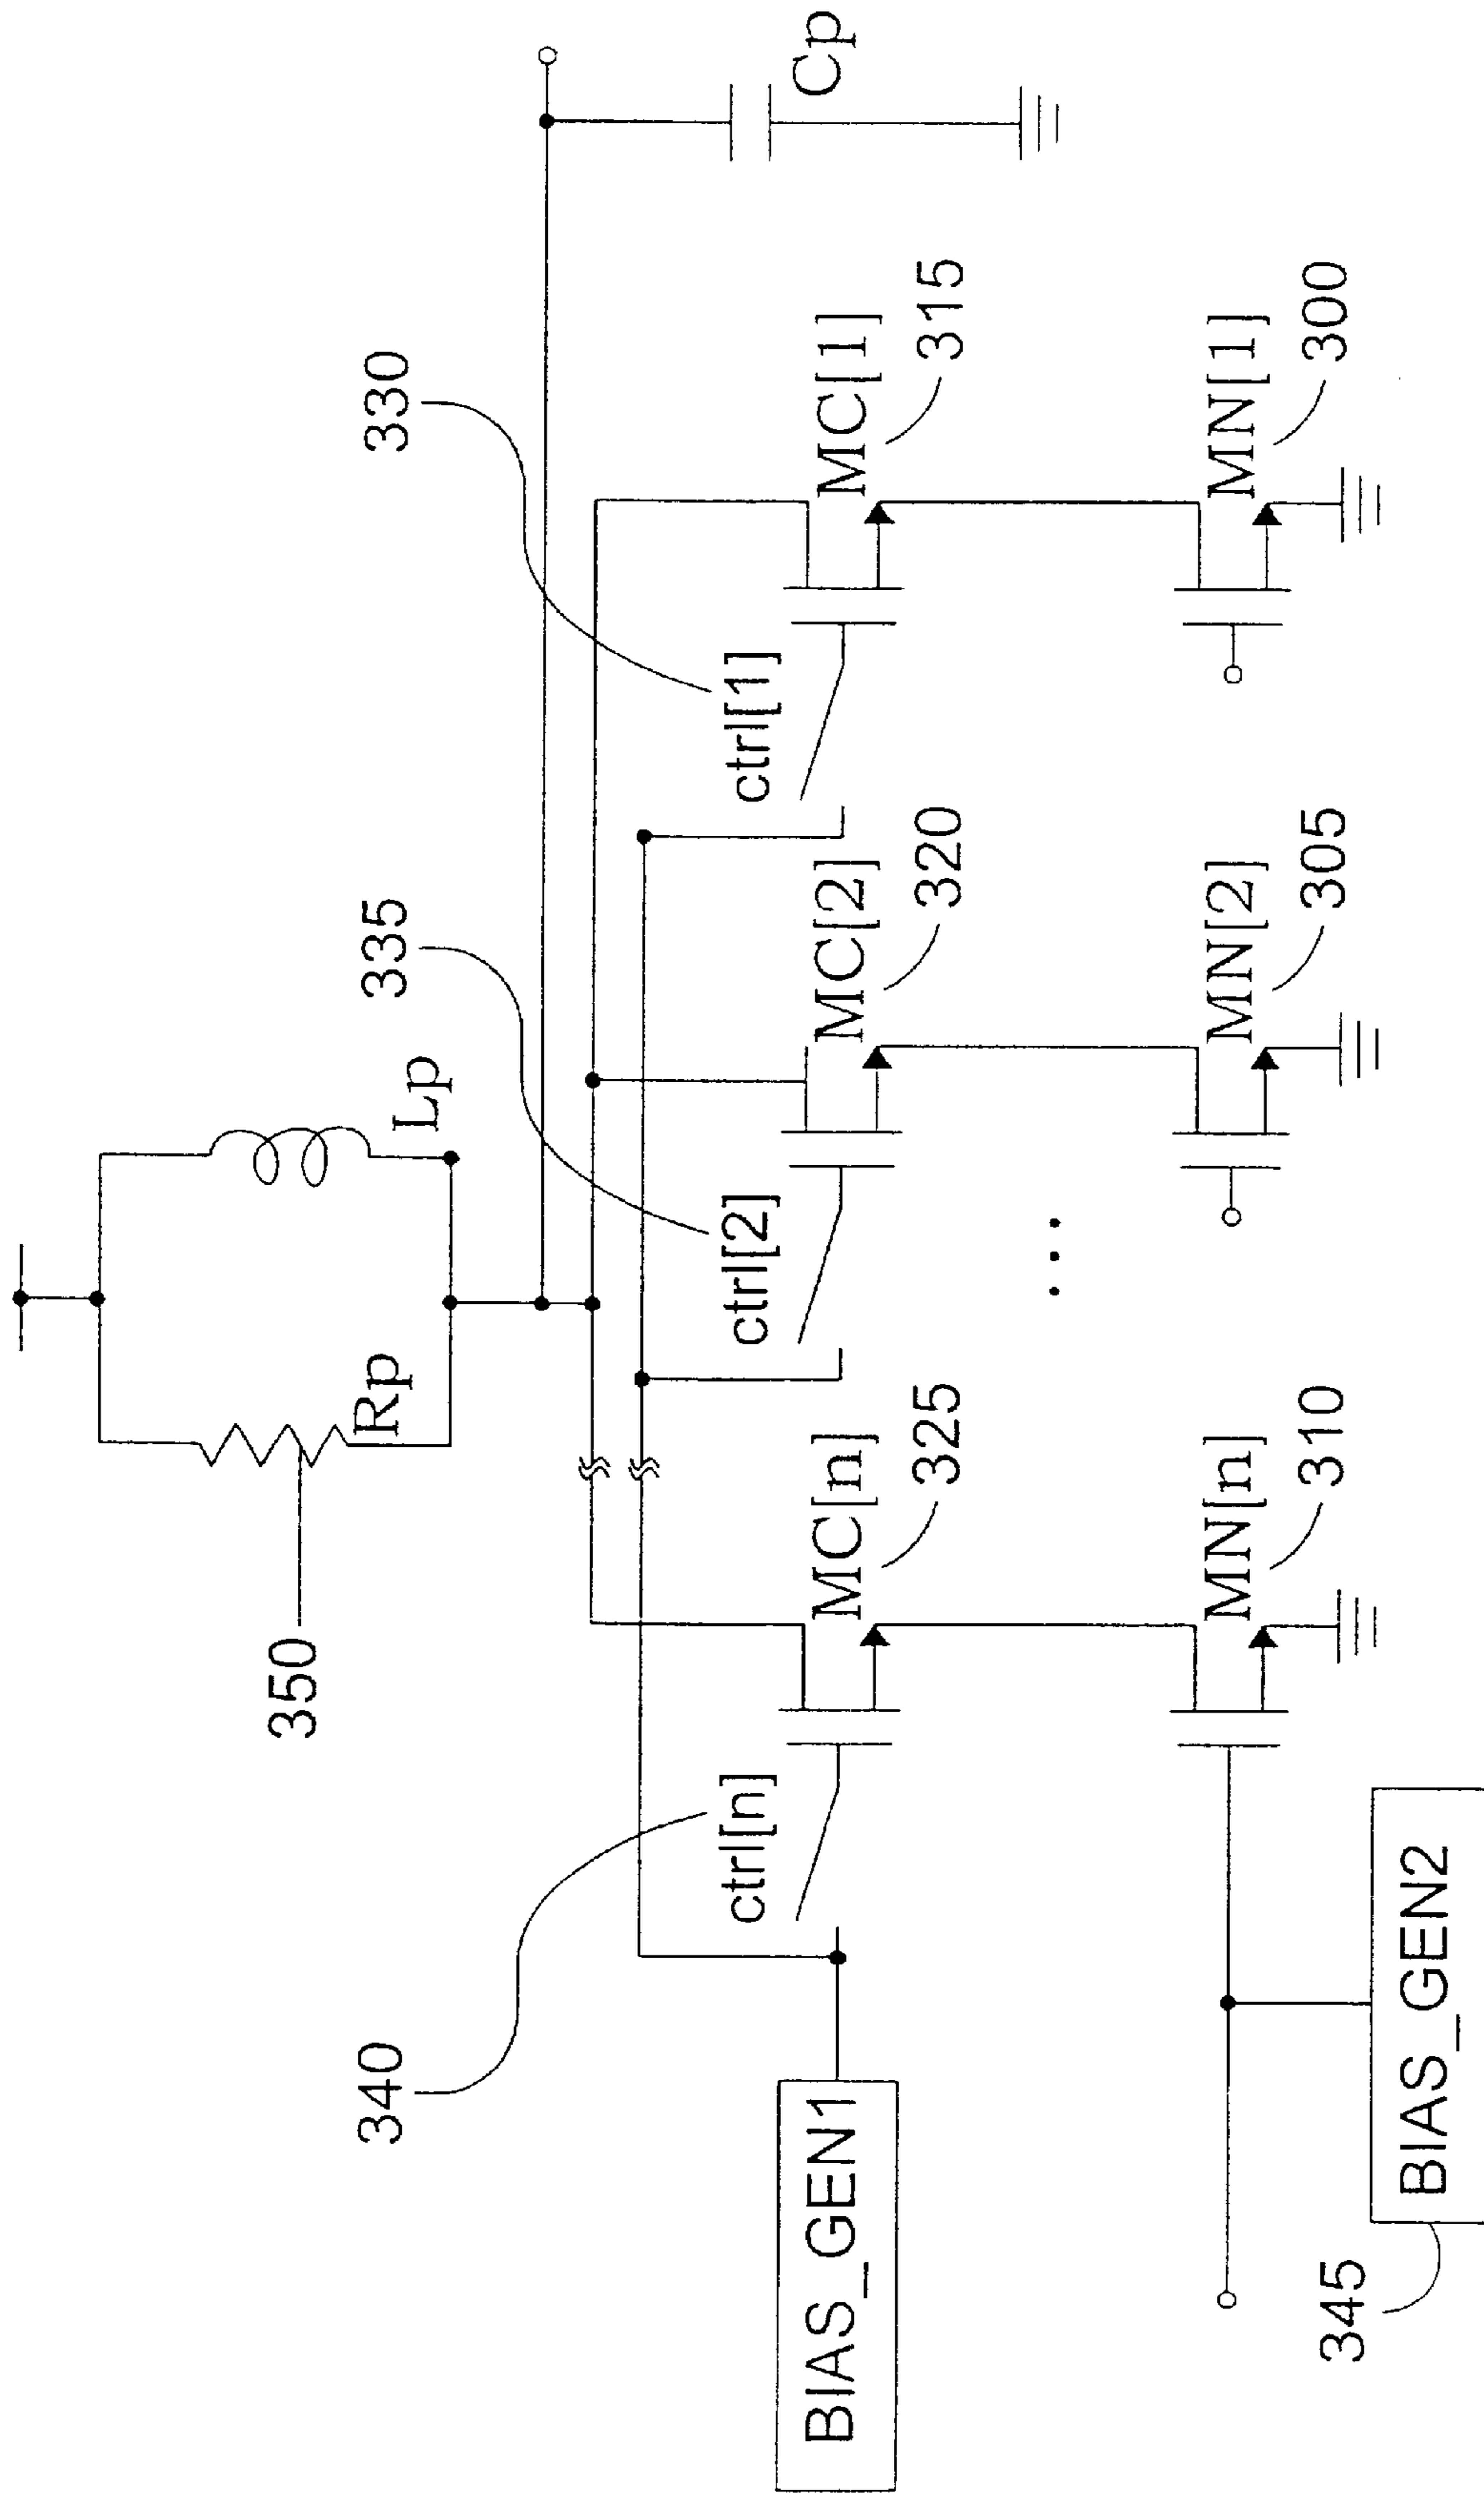 350
Rp
Lp
340
335
330
ctrl[n]
ctrl[2]
ctrl[1]
Cp
BIAS_GEN1
MC[n]
MC[2]
MC[1]
325
320
315
...
MN[n]
MN[2]
MN[1]
310
305
300
345
BIAS_GEN2